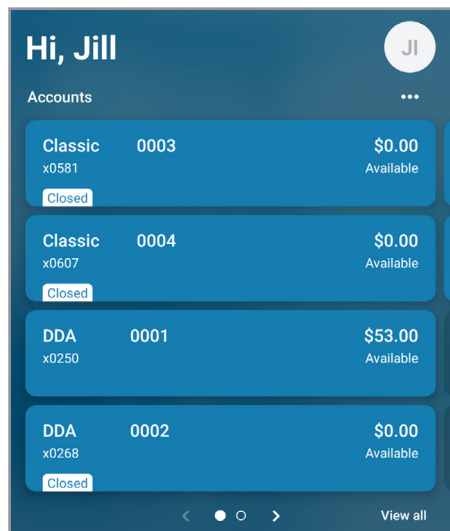 Hi, Jill
JI
Accounts
Classic 0003 $0.00
x0581 Available
Closed
Classic 0004 $0.00
x0607 Available
Closed
DDA 0001 $53.00
x0250 Available
DDA 0002 $0.00
x0268 Available
Closed
View all